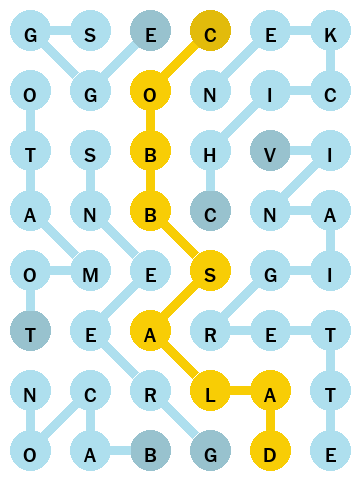 G S E C E K
O G O N I C
T S B H V I
A N B C N A
O M E S G I
T E A R E T
N C R L A T
O A B G D E